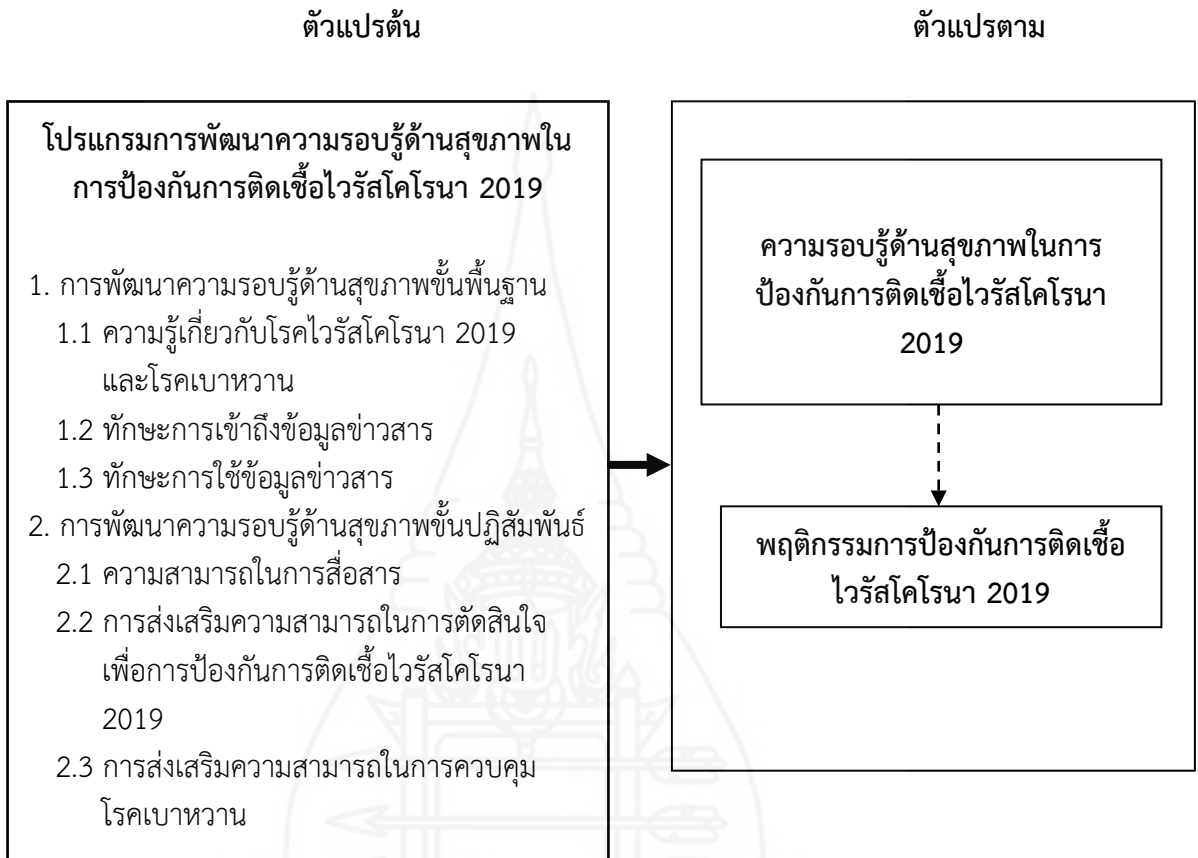 ตัวแปรต้น
ตัวแปรตาม
โปรแกรมการพัฒนาความรอบรู้ด้านสุขภาพใน
การป้องกันการติดเชื้อไวรัสโคโรนา 2019
1. การพัฒนาความรอบรู้ด้านสุขภาพขั้นพื้นฐาน
1.1 ความรู้เกี่ยวกับโรคไวรัสโคโรนา 2019
และโรคเบาหวาน
1.2 ทักษะการเข้าถึงข้อมูลข่าวสาร
1.3 ทักษะการใช้ข้อมูลข่าวสาร
2. การพัฒนาความรอบรู้ด้านสุขภาพขั้นปฏิสัมพันธ์
2.1 ความสามารถในการสื่อสาร
2.2 การส่งเสริมความสามารถในการตัดสินใจ
เพื่อการป้องกันการติดเชื้อไวรัสโคโรนา
2019
2.3 การส่งเสริมความสามารถในการควบคุม
โรคเบาหวาน
ความรอบรู้ด้านสุขภาพในการ
ป้องกันการติดเชื้อไวรัสโคโรนา
2019
พฤติกรรมการป้องกันการติดเชื้อ
ไวรัสโคโรนา 2019